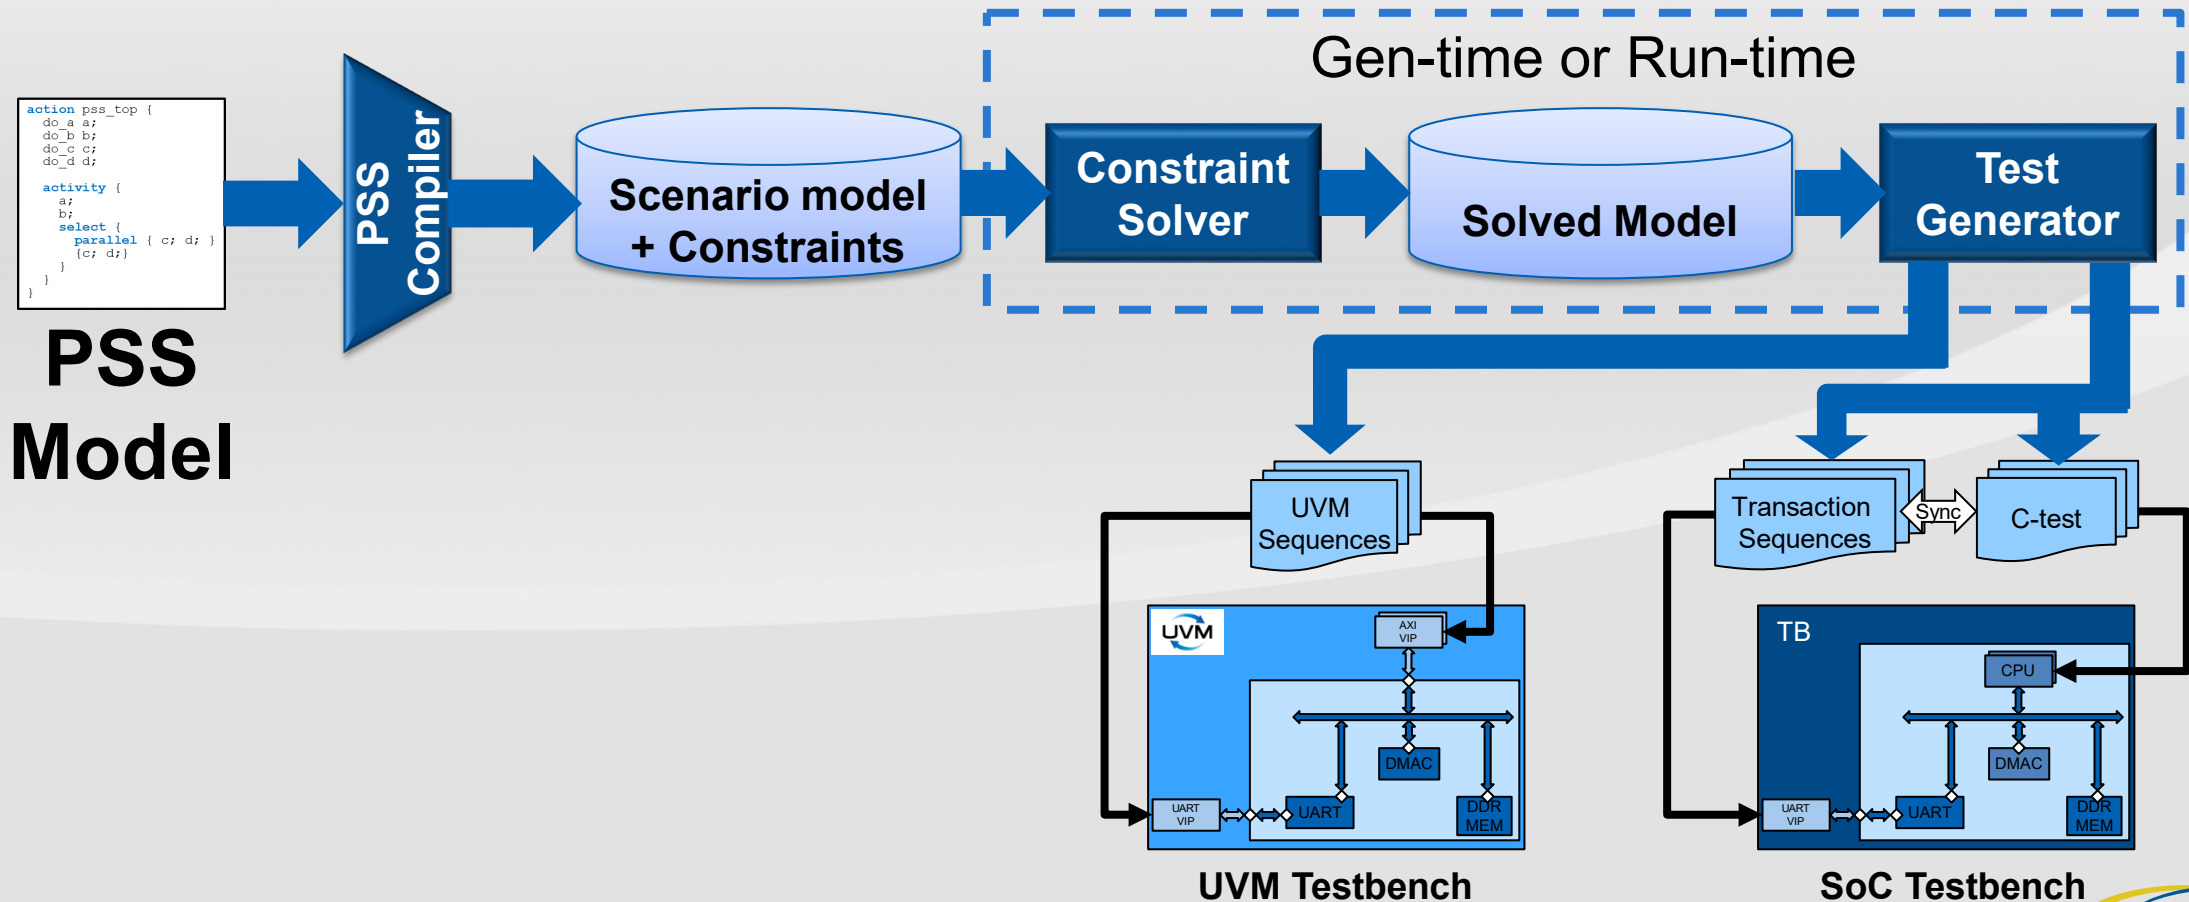 Gen-time or Run-time
action pss_top {
do_a a;
do_b b;
do_c c;
do_d d;
activity {
a;
b;
select {
parallel { c; d; }
{c; d;}
}
}
}
PSS
Model
PSS
Compiler
Scenario model
+ Constraints
Constraint
Solver
Solved Model
Test
Generator
UVM
Sequences
Transaction
Sequences
Sync
C-test
UVM
AXI
VIP
DMAC
UART
VIP
UART
DDR
MEM
UVM Testbench
TB
CPU
DMAC
UART
VIP
UART
DDR
MEM
SoC Testbench